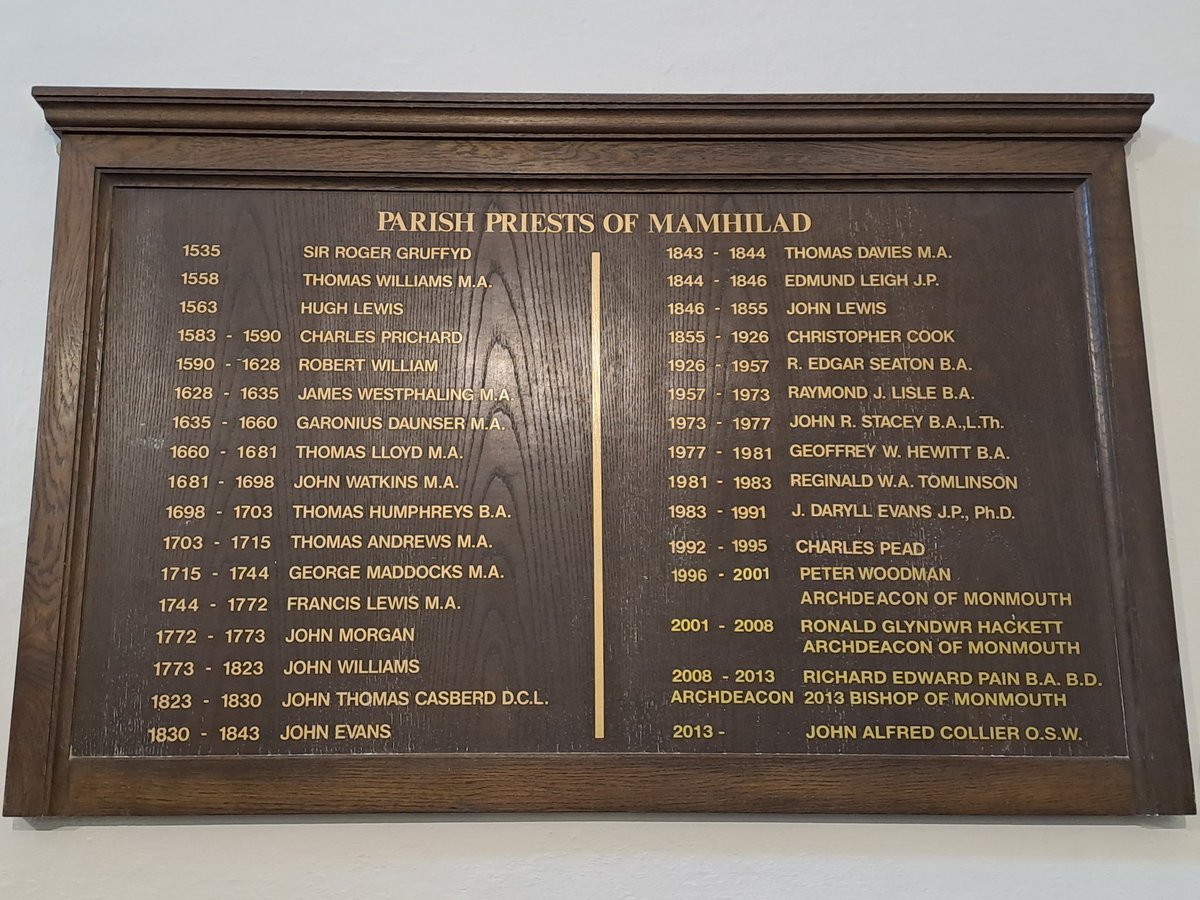 PARISH PRIESTS OF MAMHILAD
1535 SIR ROGER GRUFFYD
1558 THOMAS WILLIAMS M.A.
1563 HUGH LEWIS
1583 - 1590 CHARLES PRICHARD
1590 - 1628 ROBERT WILLIAM
1628 - 1635 JAMES WESTPHALING M.A.
1635 - 1660 GARONIUS DAUNSER M.A.
1660 - 1681 THOMAS LLOYD M.A.
1681 - 1698 JOHN WATKINS M.A.
1698 - 1703 THOMAS HUMPHREYS B.A.
1703 - 1715 THOMAS ANDREWS M.A.
1715 - 1744 GEORGE MADDOCKS M.A.
1744 - 1772 FRANCIS LEWIS M.A.
1772 - 1773 JOHN MORGAN
1773 - 1823 JOHN WILLIAMS
1823 - 1830 JOHN THOMAS CASBERD D.C.L.
1830 - 1843 JOHN EVANS
1843 - 1844 THOMAS DAVIES M.A.
1844 - 1846 EDMUND LEIGH J.P.
1846 - 1855 JOHN LEWIS
1855 - 1926 CHRISTOPHER COOK
1926 - 1957 R. EDGAR SEATON B.A.
1957 - 1973 RAYMOND J. LISLE B.A.
1973 - 1977 JOHN R. STACEY B.A.,L.Th.
1977 - 1981 GEOFFREY W. HEWITT B.A.
1981 - 1983 REGINALD W.A. TOMLINSON
1983 - 1991 J. DARYLL EVANS J.P., Ph.D.
1992 - 1995 CHARLES PEAD
1996 - 2001 PETER WOODMAN
ARCHDEACON OF MONMOUTH
2001 - 2008 RONALD GLYNDWR HACKETT
ARCHDEACON OF MONMOUTH
2008 - 2013 RICHARD EDWARD PAIN B.A. B.D.
ARCHDEACON 2013 BISHOP OF MONMOUTH
2013 - JOHN ALFRED COLLIER O.S.W.